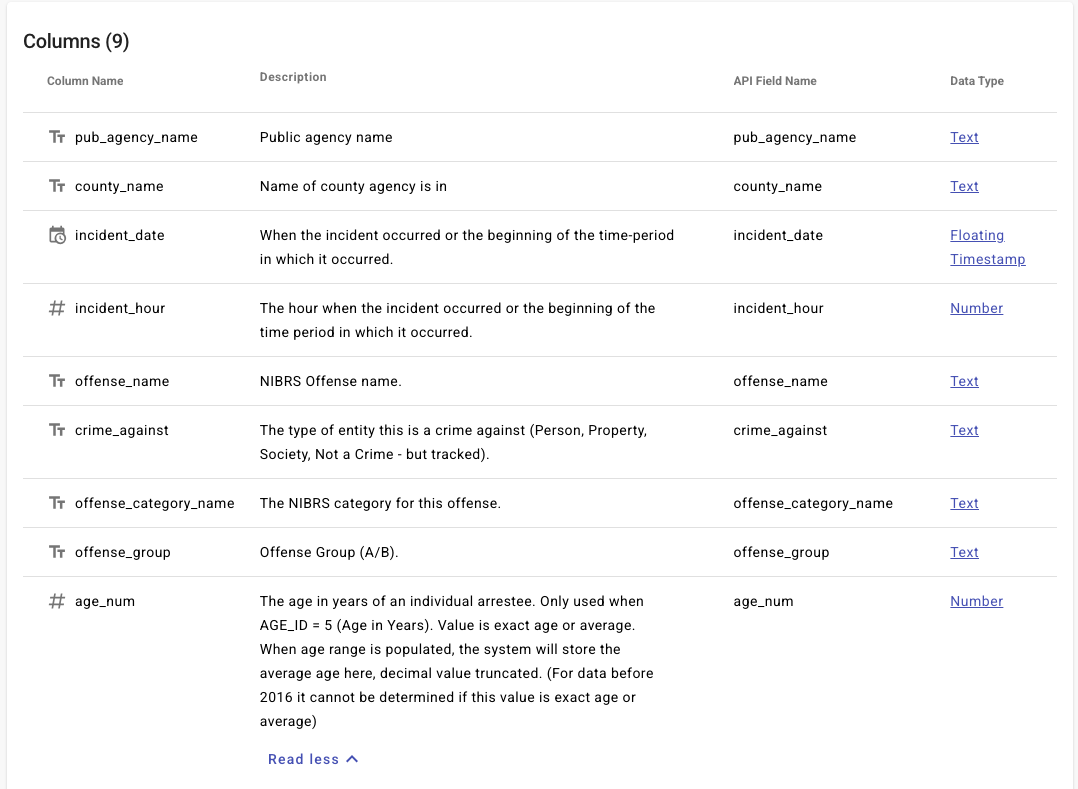 Columns (9)
Column Name Description API Field Name Data Type
pub_agency_name Public agency name pub_agency_name Text
county_name Name of county agency is in county_name Text
incident_date When the incident occurred or the beginning of the time-period incident_date Floating
in which it occurred. Timestamp
incident_hour The hour when the incident occurred or the beginning of the incident_hour Number
time period in which it occurred.
offense_name NIBRS Offense name. offense_name Text
crime_against The type of entity this is a crime against (Person, Property, crime_against Text
Society, Not a Crime - but tracked).
offense_category_name The NIBRS category for this offense. offense_category_name Text
offense_group Offense Group (A/B). offense_group Text
age_num The age in years of an individual arrestee. Only used when age_num Number
AGE_ID = 5 (Age in Years). Value is exact age or average.
When age range is populated, the system will store the
average age here, decimal value truncated. (For data before
2016 it cannot be determined if this value is exact age or
average)
Read less